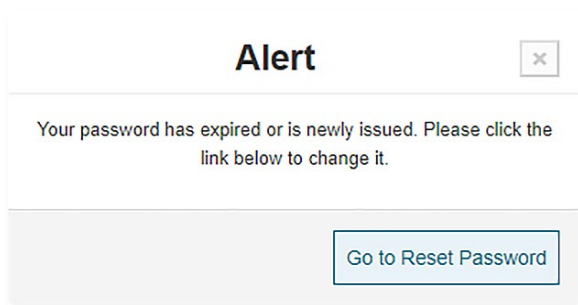 Alert
Your password has expired or is newly issued. Please click the
link below to change it.
Go to Reset Password